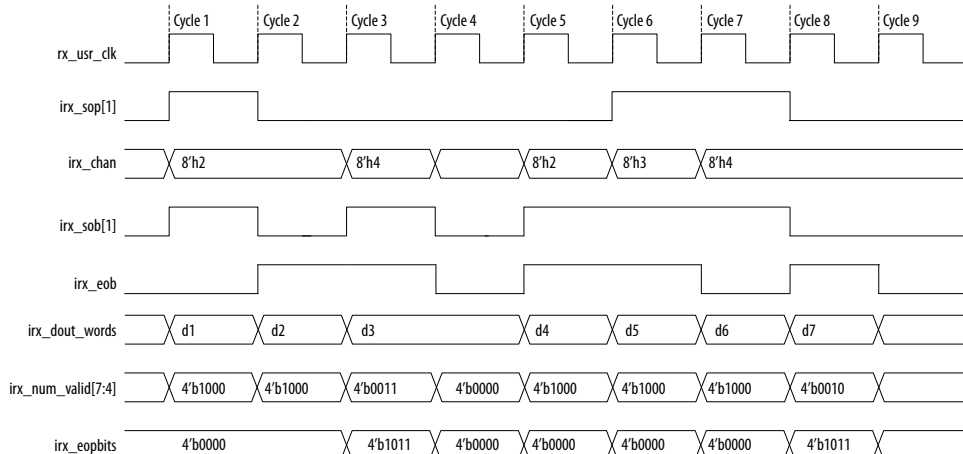 Cycle 1 Cycle 2 Cycle 3 Cycle 4 Cycle 5 Cycle 6 Cycle 7 Cycle 8 Cycle 9
rx_usr_clk
irx_sop[1]
irx_chan 8'h2 8'h4 8'h2 8'h3 8'h4
irx_sob[1]
irx_eob
irx_dout_words d1 d2 d3 d4 d5 d6 d7
irx_num_valid[7:4] 4'b1000 4'b1000 4'b0011 4'b0000 4'b1000 4'b1000 4'b1000 4'b0010
irx_eopbits 4'b0000 4'b1011 4'b0000 4'b0000 4'b0000 4'b0000 4'b1011